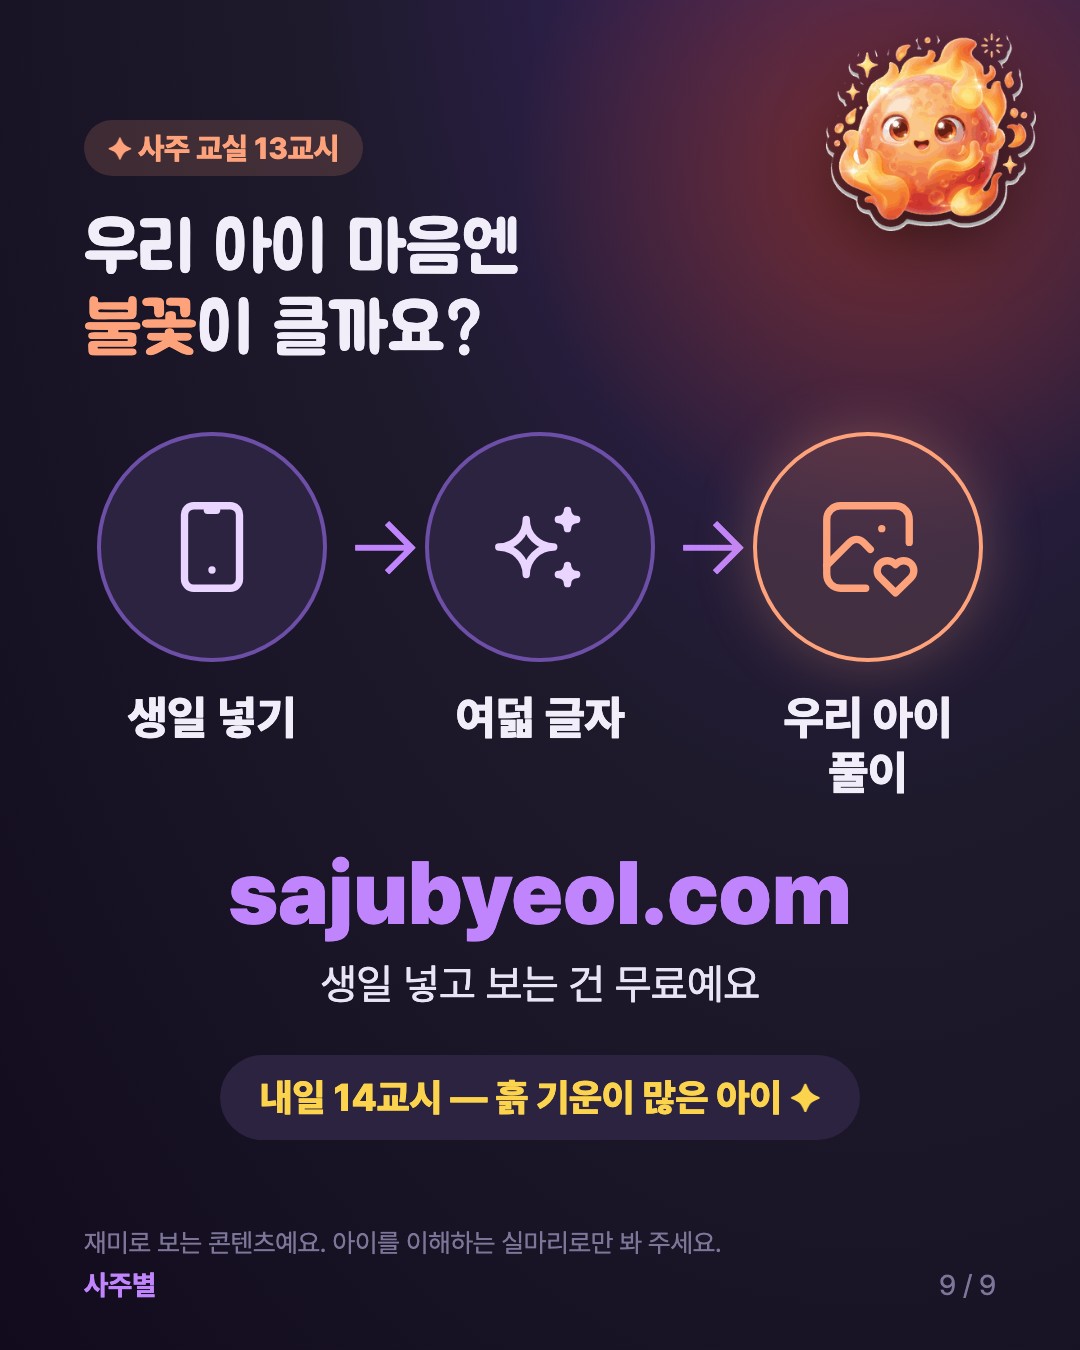 ✦ 사주 교실 13교시
우리 아이 마음엔
불꽃이 클까요?
생일 넣기
여덟 글자
우리 아이
풀이
sajubyeol.com
생일 넣고 보는 건 무료예요
내일 14교시 — 흙 기운이 많은 아이 ✦
재미로 보는 콘텐츠예요. 아이를 이해하는 실마리로만 봐 주세요.
사주별
9 / 9